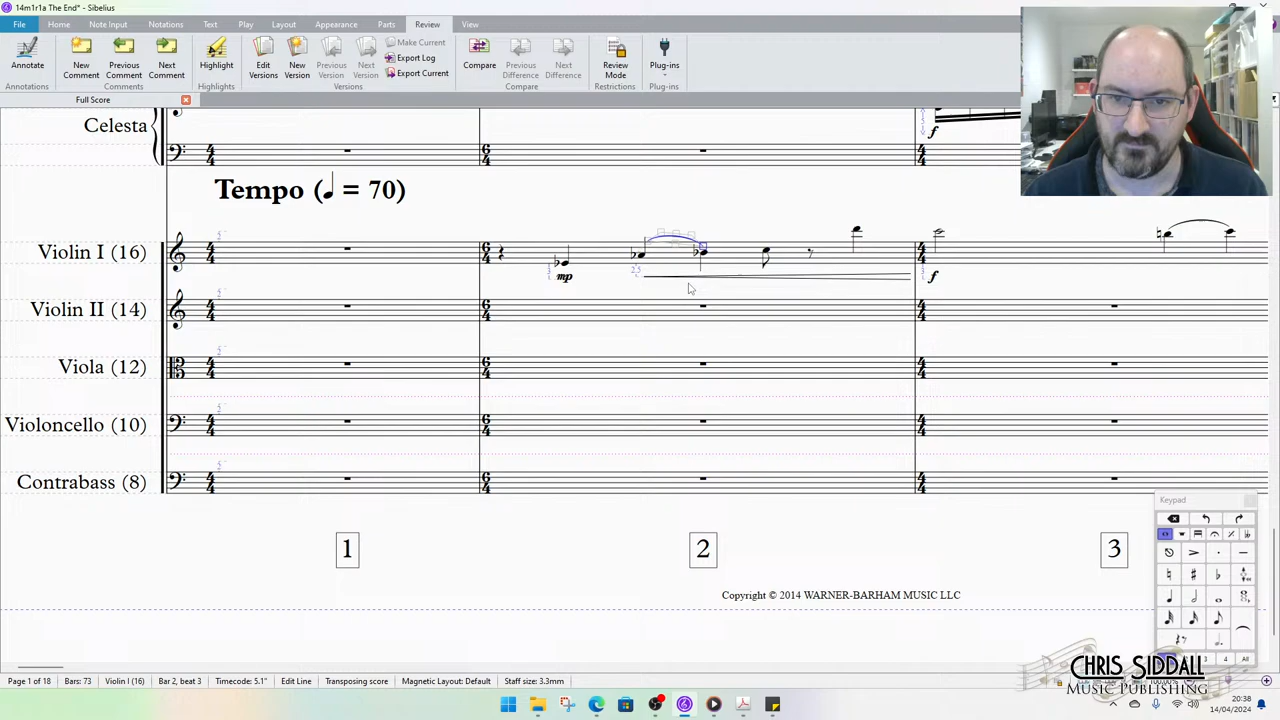 14m1r1a The End* - Sibelius
File Home Note Input Notations Text Play Layout Appearance Parts Review View
Annotate
New Comment
Previous Comment
Next Comment
Highlight
Edit Versions
New Version
Previous Version
Next Version
Make Current
Export Log
Export Current
Compare
Previous Difference
Next Difference
Review Mode
Plug-ins
Annotations Comments Highlights Versions Compare Restrictions Plug-ins
Full Score
Celesta
f
Tempo (♩ = 70)
Violin I (16)
mp
f
Violin II (14)
Viola (12)
Violoncello (10)
Contrabass (8)
Keypad
1 2 3
Copyright © 2014 WARNER-BARHAM MUSIC LLC
CHRIS SIDDALL
MUSIC PUBLISHING
Page 1 of 18 Bars: 73 Violin I (16) Bar 2, beat 3 Timecode: 5.1" Edit Line Transposing score Magnetic Layout: Default Staff size: 3.3mm
20:38
14/04/2024